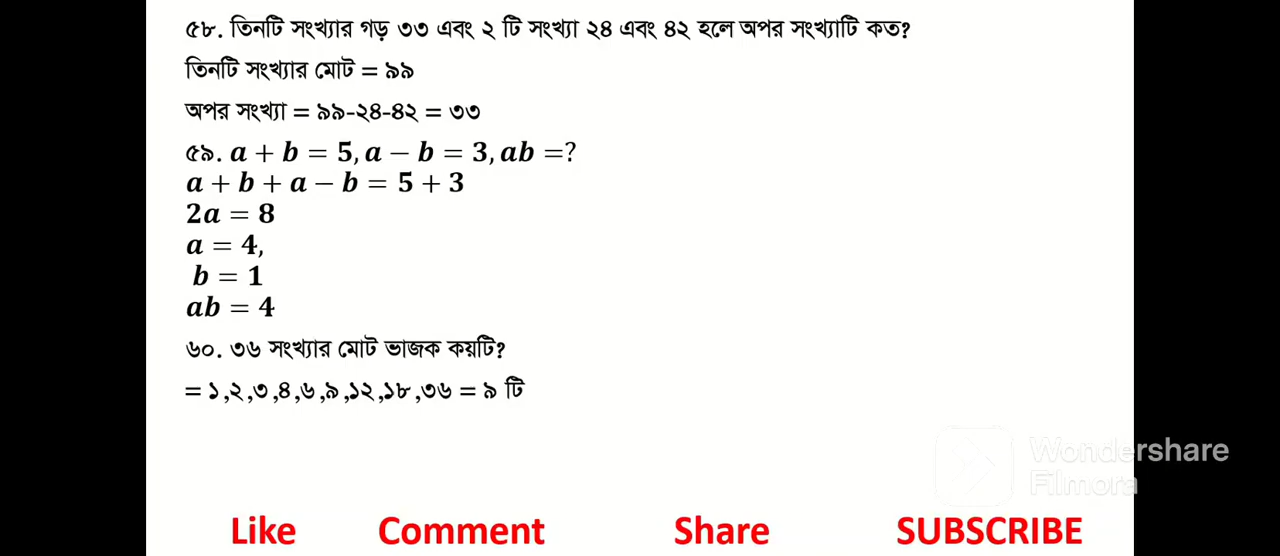 ৫৮. তিনটি সংখ্যার গড় ৩৩ এবং ২ টি সংখ্যা ২৪ এবং ৪২ হলে অপর সংখ্যাটি কত?
তিনটি সংখ্যার মোট = ৯৯
অপর সংখ্যা = ৯৯-২৪-৪২ = ৩৩
৫৯. a + b = 5, a − b = 3, ab =?
a + b + a − b = 5 + 3
2a = 8
a = 4,
b = 1
ab = 4
৬০. ৩৬ সংখ্যার মোট ভাজক কয়টি?
= ১,২,৩,৪,৬,৯,১২,১৮,৩৬ = ৯ টি
Wondershare
Filmora
Like Comment Share SUBSCRIBE